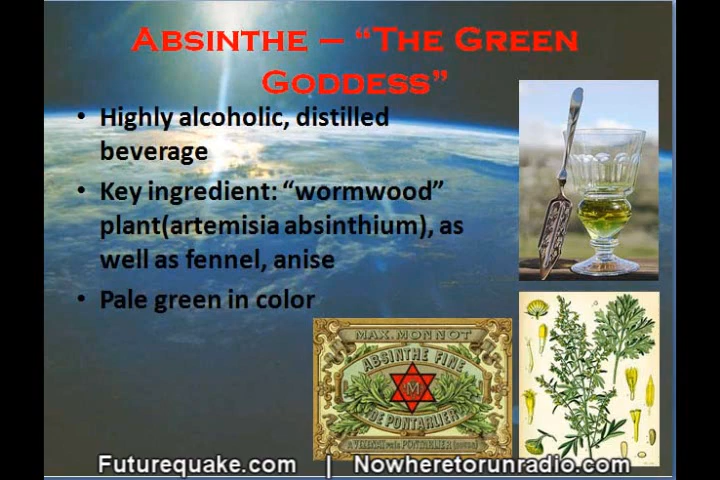 Absinthe – “The Green
Goddess”
• Highly alcoholic, distilled
beverage
• Key ingredient: “wormwood”
plant(artemisia absinthium), as
well as fennel, anise
• Pale green in color
MAX. MONNOT
ABSINTHE FINE
M
DE PONTARLIER
PONTARLIER
Futurequake.com | Nowheretorunradio.com